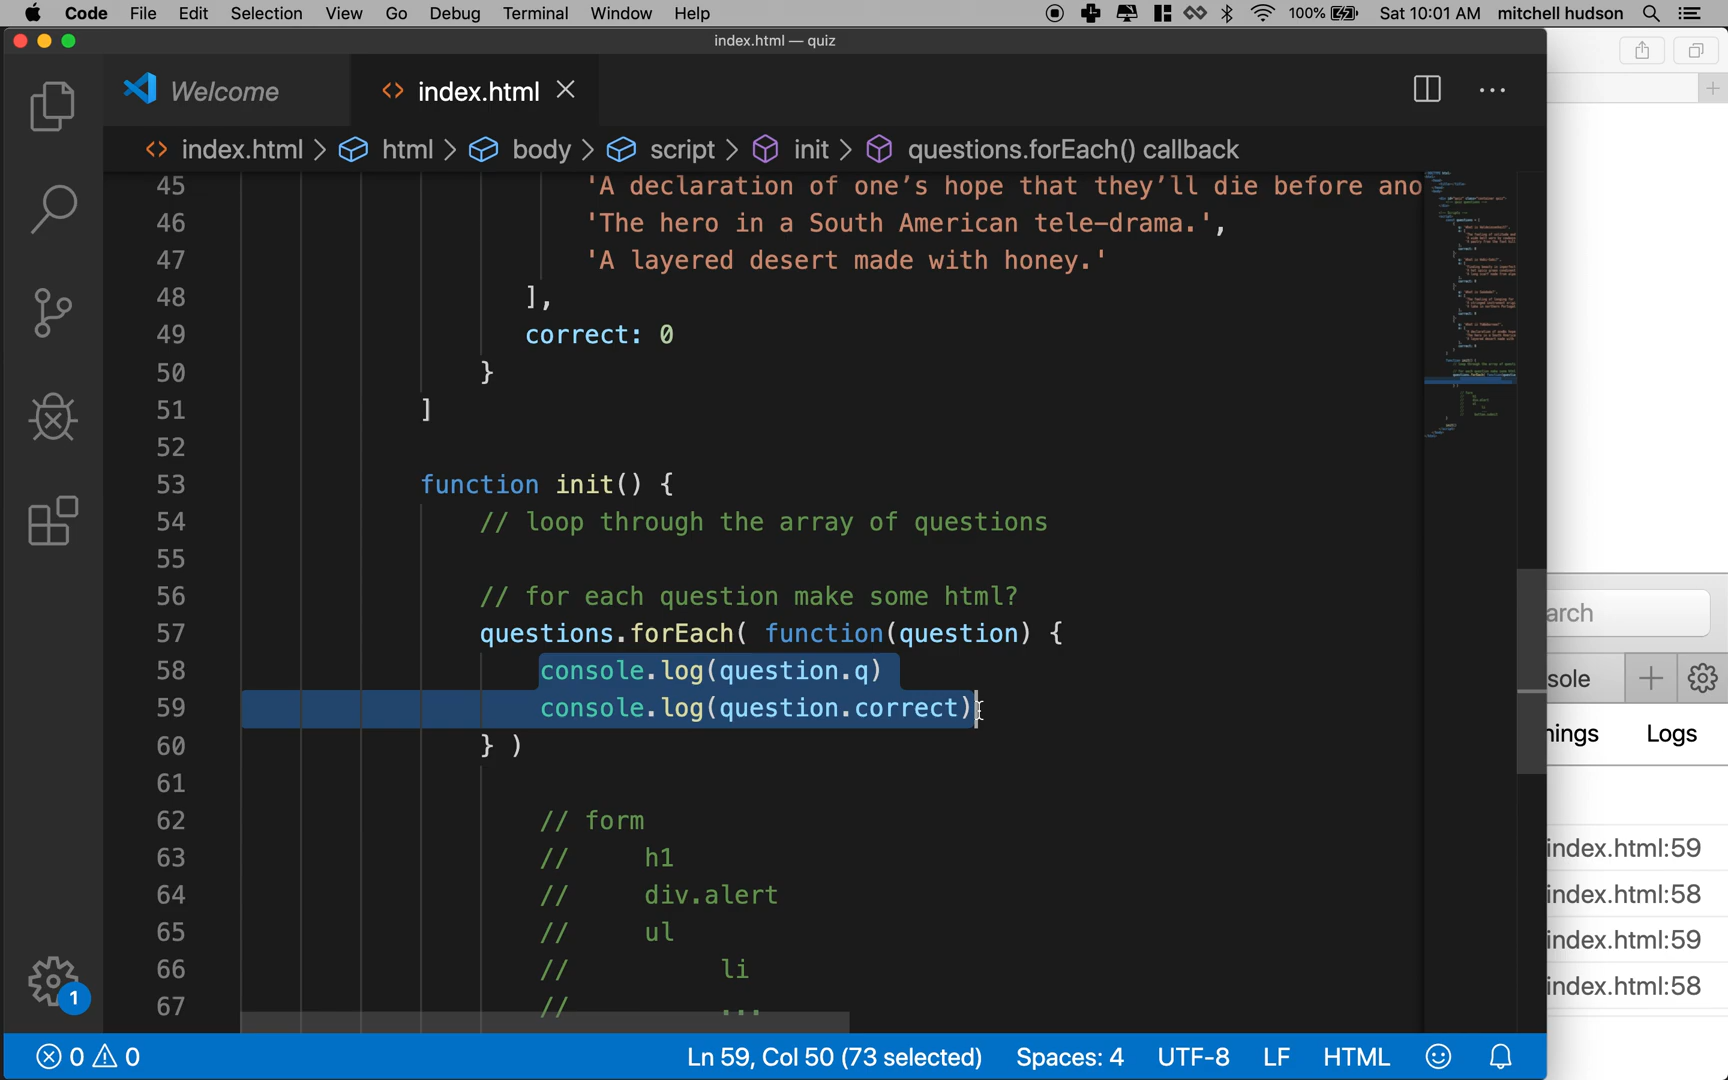 Code File Edit Selection View Go Debug Terminal Window Help 100% Sat 10:01 AM mitchell hudson
index.html — quiz
Welcome index.html
index.html > html > body > script > init > questions.forEach() callback
45 'A declaration of one’s hope that they’ll die before ano
46 'The hero in a South American tele-drama.',
47 'A layered desert made with honey.'
48 ],
49 correct: 0
50 }
51 ]
52
53 function init() {
54 // loop through the array of questions
55
56 // for each question make some html?
57 questions.forEach( function(question) {
58 console.log(question.q)
59 console.log(question.correct)
60 } )
61
62 // form
63 // h1
64 // div.alert
65 // ul
66 // li
67 // ...
arch
sole
nings Logs
index.html:59
index.html:58
index.html:59
index.html:58
1
0 0 Ln 59, Col 50 (73 selected) Spaces: 4 UTF-8 LF HTML